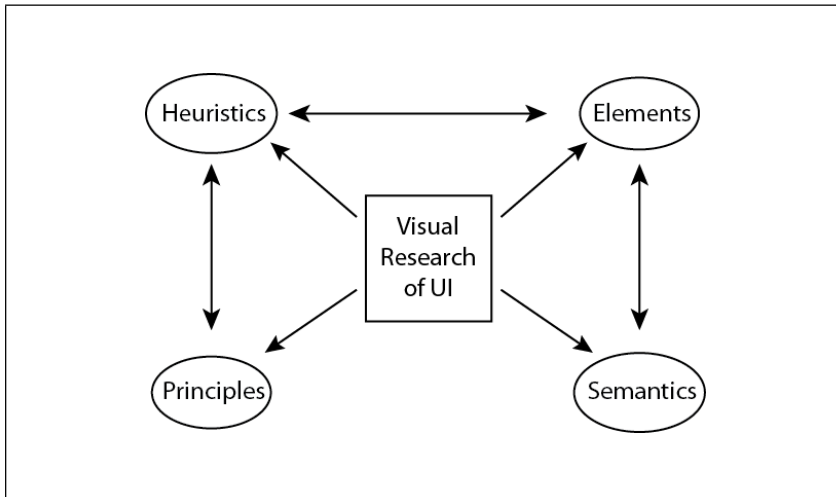 Heuristics
Elements
Visual
Research
of UI
Principles
Semantics